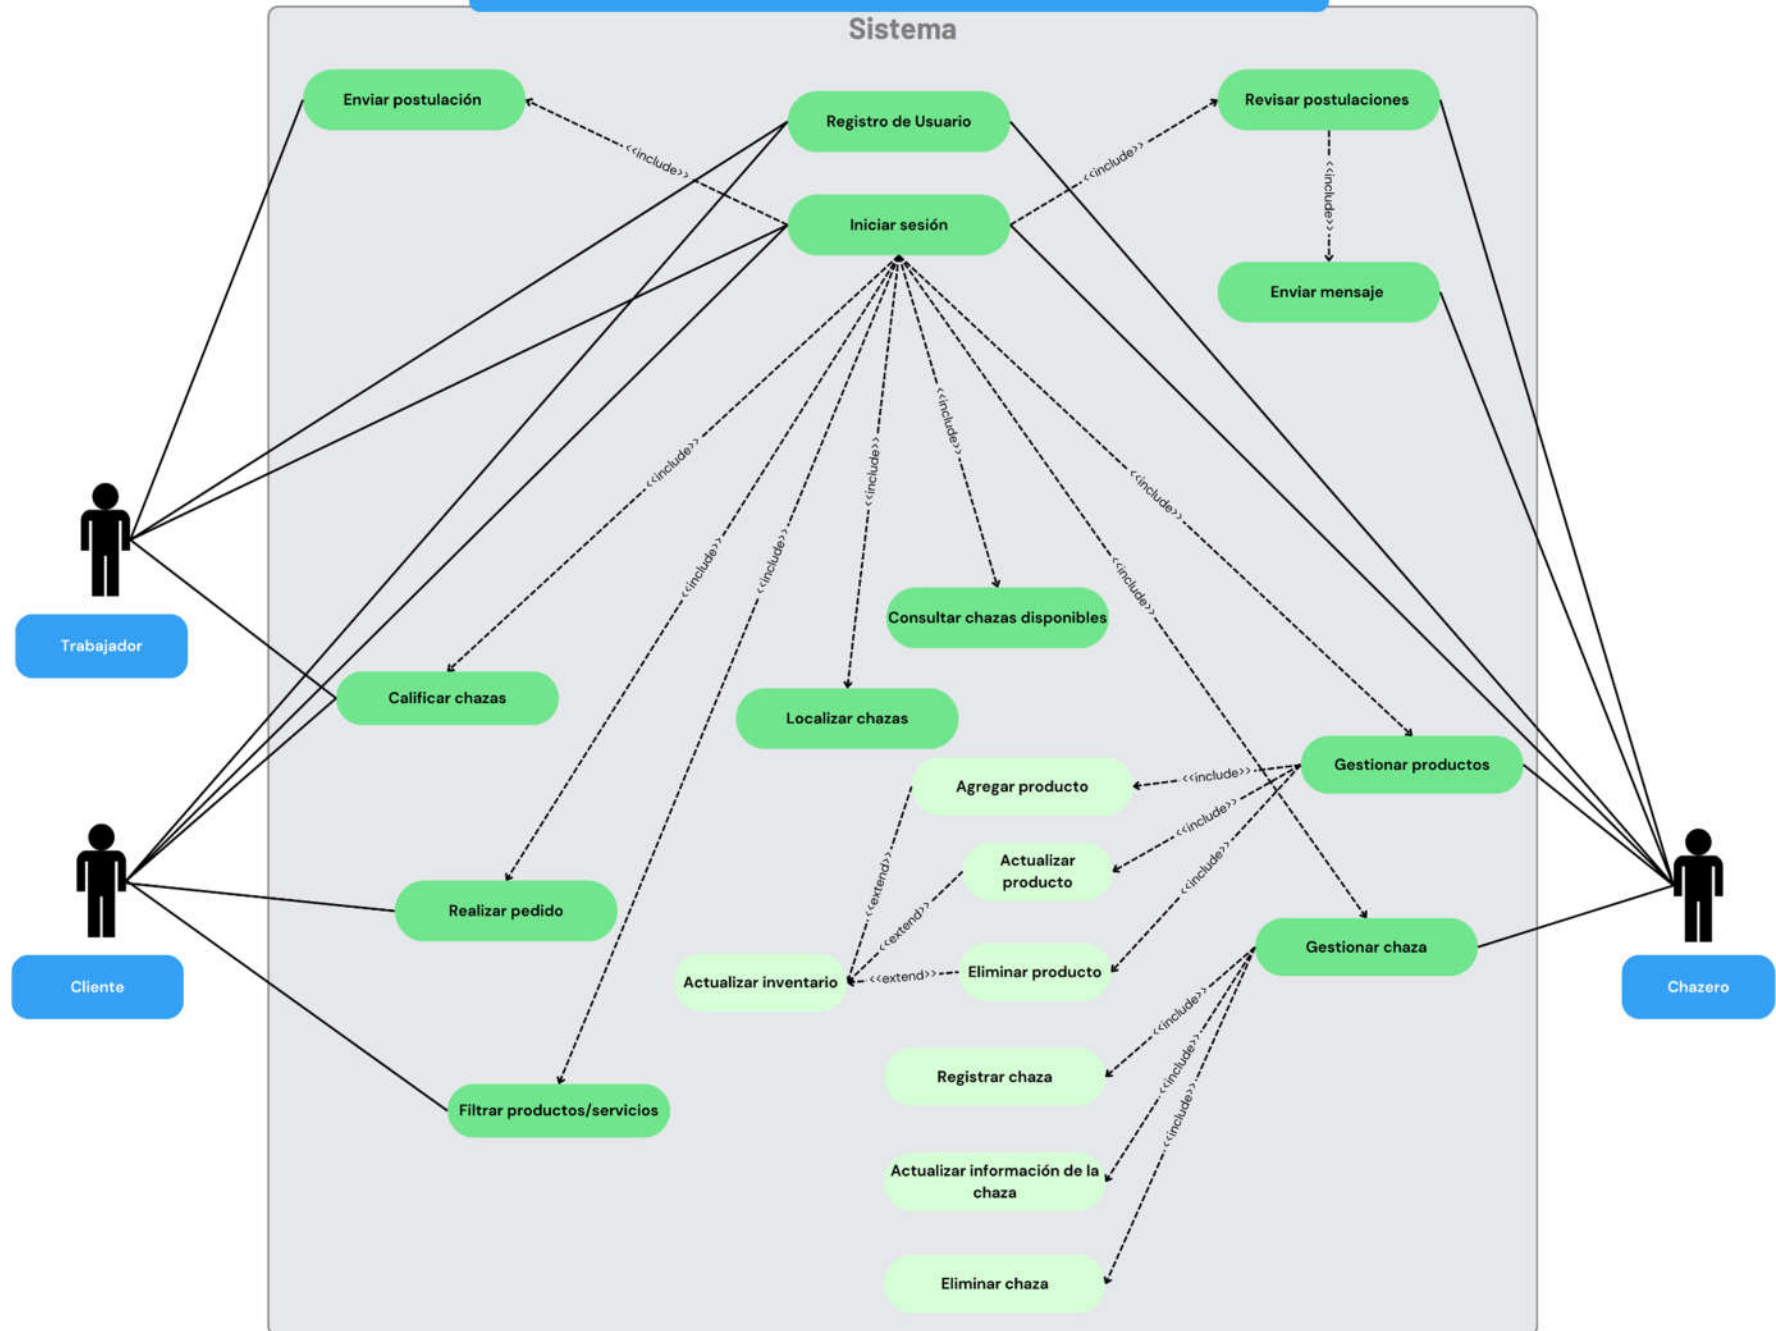 Sistema
Enviar postulación
Registro de Usuario
Revisar postulaciones
<<include>>
<<include>>
<<include>>
Iniciar sesión
Enviar mensaje
<<include>>
<<include>>
<<include>>
<<include>>
<<include>>
<<include>>
<<include>>
Consultar chazas disponibles
Trabajador
Calificar chazas
Localizar chazas
Gestionar productos
<<include>>
Agregar producto
<<include>>
Actualizar
producto
<<extend>>
<<include>>
Realizar pedido
<<extend>>
Gestionar chaza
Eliminar producto
<<extend>>
Actualizar inventario
Cliente
Chazero
<<include>>
<<include>>
Registrar chaza
<<include>>
Filtrar productos/servicios
Actualizar información de la
chaza
Eliminar chaza